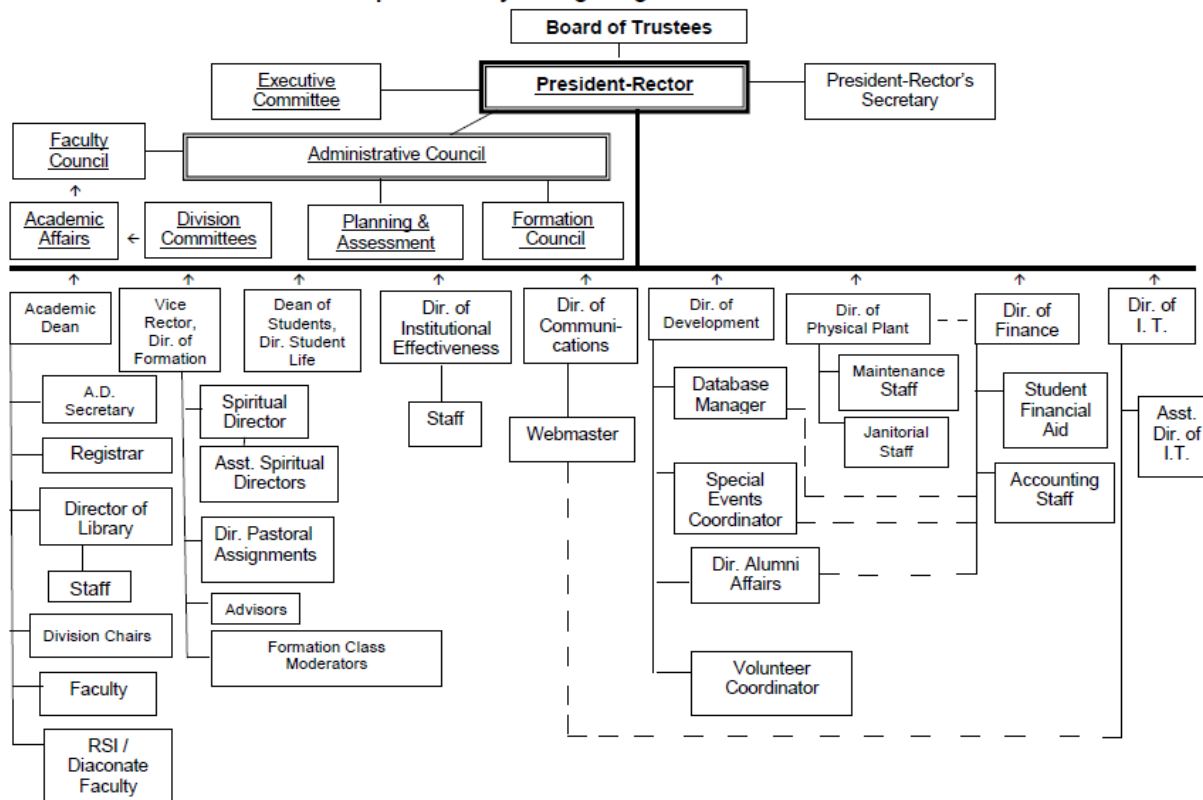 Board of Trustees
Executive
Committee
President-Rector
President-Rector's
Secretary
Faculty
Council
Administrative Council
Academic
Affairs
Division
Committees
Planning &
Assessment
Formation
Council
Academic
Dean
Vice
Rector,
Dir. of
Formation
Dean of
Students,
Dir. Student
Life
Dir. of
Institutional
Effectiveness
Dir. of
Communi-
cations
Dir. of
Development
Dir. of
Physical Plant
Dir. of
Finance
Dir. of
I. T.
A.D.
Secretary
Registrar
Director of
Library
Staff
Division Chairs
Faculty
RSI /
Diaconate
Faculty
Spiritual
Director
Asst. Spiritual
Directors
Dir. Pastoral
Assignments
Advisors
Formation Class
Moderators
Staff
Webmaster
Database
Manager
Special
Events
Coordinator
Dir. Alumni
Affairs
Volunteer
Coordinator
Maintenance
Staff
Janitorial
Staff
Student
Financial
Aid
Accounting
Staff
Asst.
Dir. of
I.T.